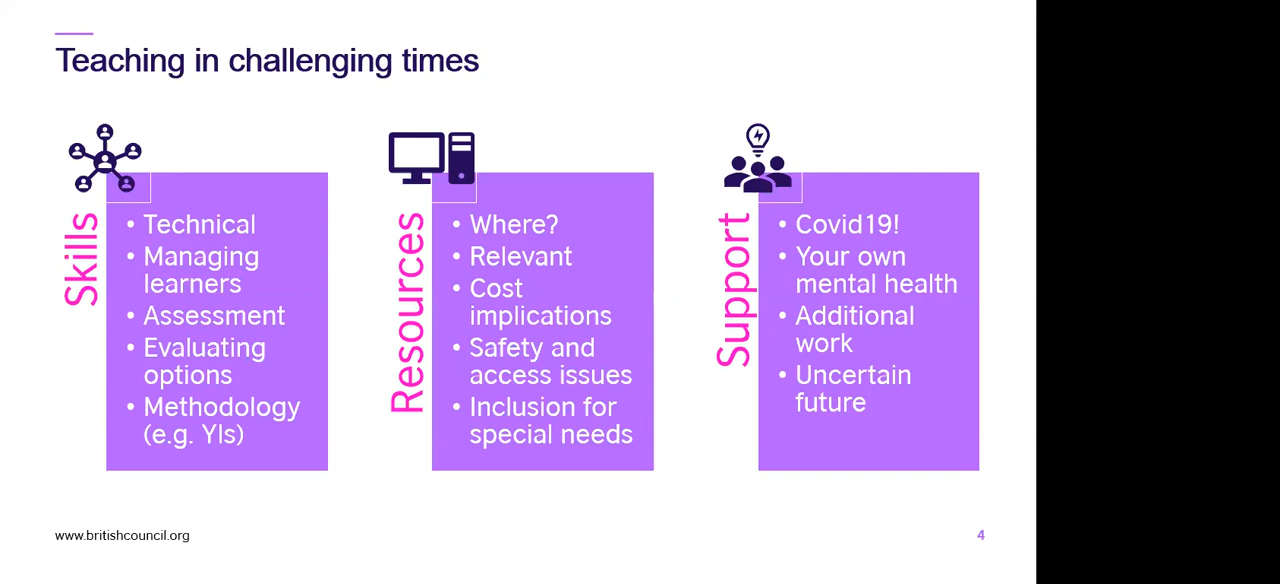 Teaching in challenging times
Skills
• Technical
• Managing
learners
• Assessment
• Evaluating
options
• Methodology
(e.g. Yls)
Resources
• Where?
• Relevant
• Cost
implications
• Safety and
access issues
• Inclusion for
special needs
Support
• Covid19!
• Your own
mental health
• Additional
work
• Uncertain
future
www.britishcouncil.org
4